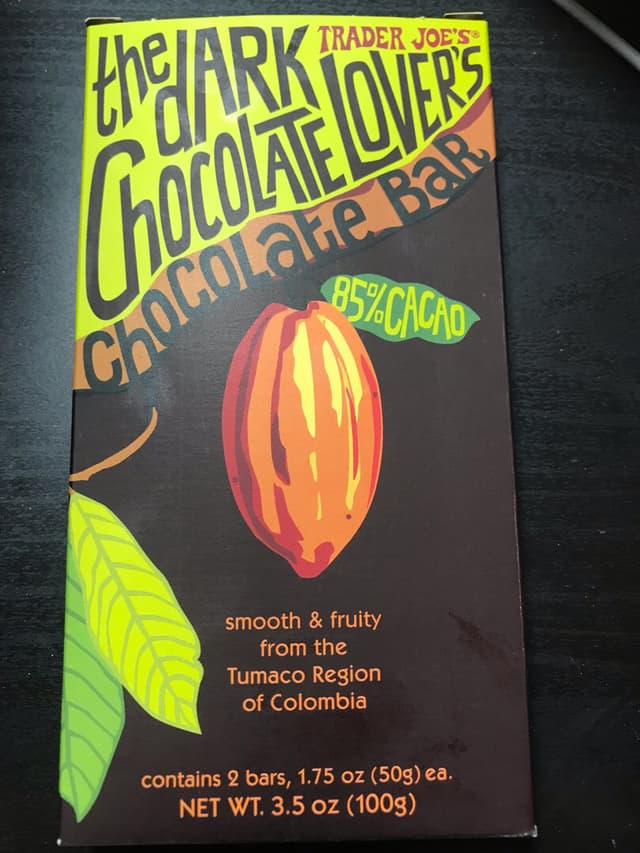 TRADER JOE'S®
the dARK
CHOCOLATE LOVER'S
CHOCOLaTe BaR
85% CACAO
smooth & fruity
from the
Tumaco Region
of Colombia
contains 2 bars, 1.75 oz (50g) ea.
NET WT. 3.5 oz (100g)